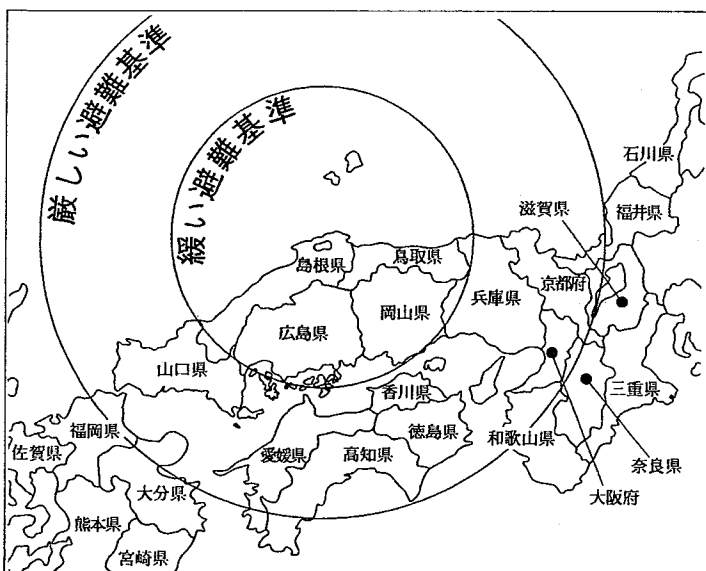 厳しい避難基準
緩い避難基準
石川県
滋賀県
福井県
島根県
鳥取県
京都府
兵庫県
岡山県
広島県
山口県
香川県
三重県
福岡県
徳島県
和歌山県
佐賀県
愛媛県
高知県
奈良県
大分県
大阪府
熊本県
宮崎県